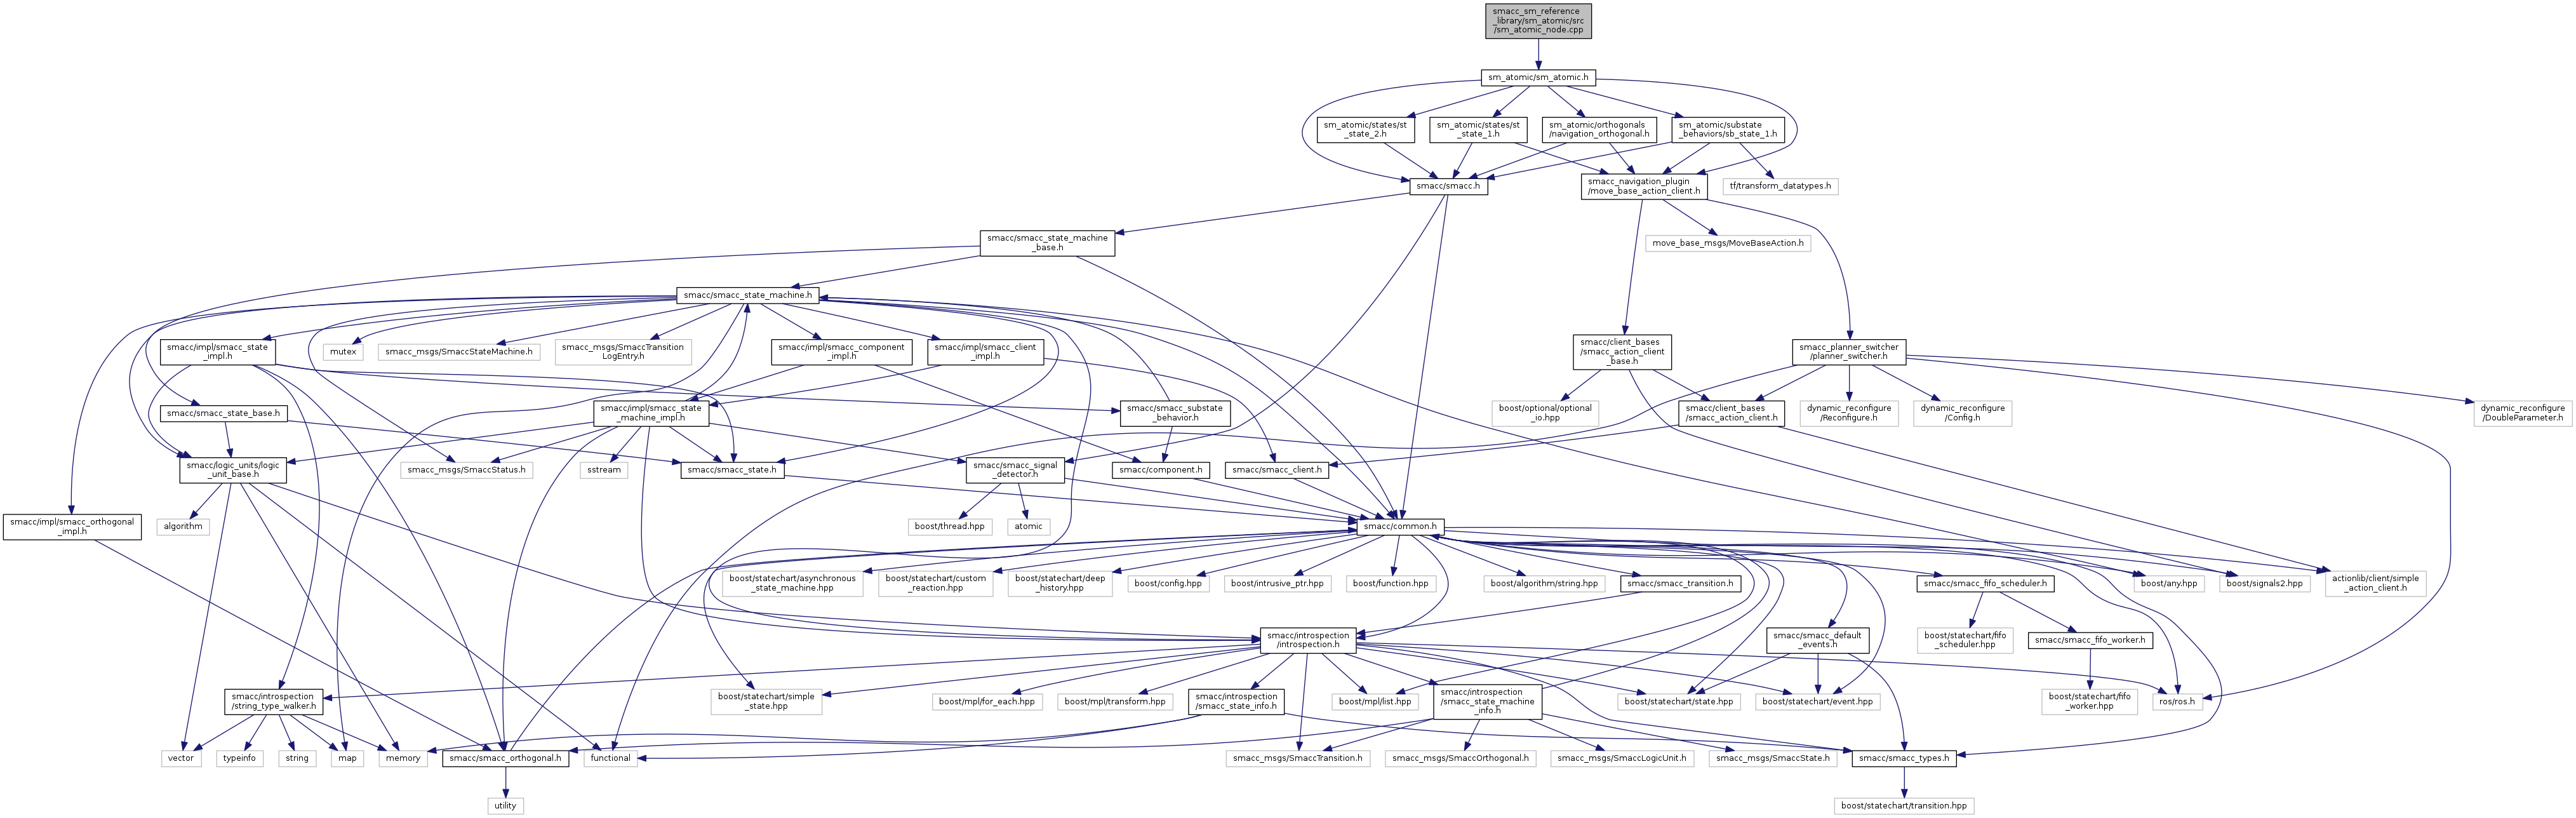 smacc_sm_reference
_library/sm_atomic/src
/sm_atomic_node.cpp
sm_atomic/sm_atomic.h
sm_atomic/states/st
_state_2.h
sm_atomic/states/st
_state_1.h
sm_atomic/orthogonals
/navigation_orthogonal.h
sm_atomic/substate
_behaviors/sb_state_1.h
smacc/smacc.h
smacc_navigation_plugin
/move_base_action_client.h
tf/transform_datatypes.h
smacc/smacc_state_machine
_base.h
move_base_msgs/MoveBaseAction.h
smacc/smacc_state_machine.h
smacc/impl/smacc_state
_impl.h
mutex
smacc_msgs/SmaccStateMachine.h
smacc_msgs/SmaccTransition
LogEntry.h
smacc/impl/smacc_component
_impl.h
smacc/impl/smacc_client
_impl.h
smacc/client_bases
/smacc_action_client
_base.h
smacc_planner_switcher
/planner_switcher.h
smacc/smacc_state_base.h
smacc/impl/smacc_state
_machine_impl.h
smacc/smacc_substate
_behavior.h
boost/optional/optional
_io.hpp
smacc/client_bases
/smacc_action_client.h
dynamic_reconfigure
/Reconfigure.h
dynamic_reconfigure
/Config.h
dynamic_reconfigure
/DoubleParameter.h
smacc/logic_units/logic
_unit_base.h
smacc_msgs/SmaccStatus.h
sstream
smacc/smacc_state.h
smacc/smacc_signal
_detector.h
smacc/component.h
smacc/smacc_client.h
smacc/impl/smacc_orthogonal
_impl.h
algorithm
boost/thread.hpp
atomic
smacc/common.h
boost/statechart/asynchronous
_state_machine.hpp
boost/statechart/custom
_reaction.hpp
boost/statechart/deep
_history.hpp
boost/config.hpp
boost/intrusive_ptr.hpp
boost/function.hpp
boost/algorithm/string.hpp
smacc/smacc_transition.h
smacc/smacc_fifo_scheduler.h
boost/any.hpp
boost/signals2.hpp
actionlib/client/simple
_action_client.h
smacc/introspection
/introspection.h
smacc/smacc_default
_events.h
boost/statechart/fifo
_scheduler.hpp
smacc/smacc_fifo_worker.h
smacc/introspection
/string_type_walker.h
boost/statechart/simple
_state.hpp
boost/mpl/for_each.hpp
boost/mpl/transform.hpp
smacc/introspection
/smacc_state_info.h
boost/mpl/list.hpp
smacc/introspection
/smacc_state_machine
_info.h
boost/statechart/state.hpp
boost/statechart/event.hpp
boost/statechart/fifo
_worker.hpp
ros/ros.h
vector
typeinfo
string
map
memory
smacc/smacc_orthogonal.h
functional
smacc_msgs/SmaccTransition.h
smacc_msgs/SmaccOrthogonal.h
smacc_msgs/SmaccLogicUnit.h
smacc_msgs/SmaccState.h
smacc/smacc_types.h
utility
boost/statechart/transition.hpp